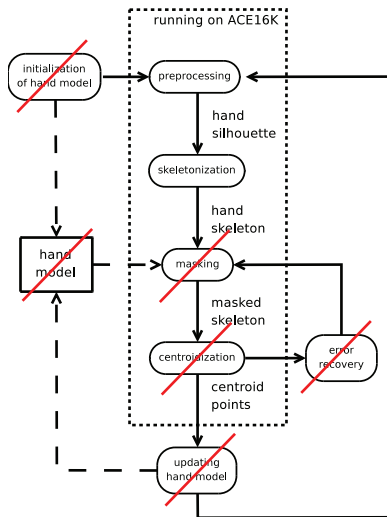 running on ACE16K
initialization
of hand model
preprocessing
hand
silhouette
skeletonization
hand
skeleton
hand
model
masking
masked
skeleton
centroidization
error
recovery
centroid
points
updating
hand model